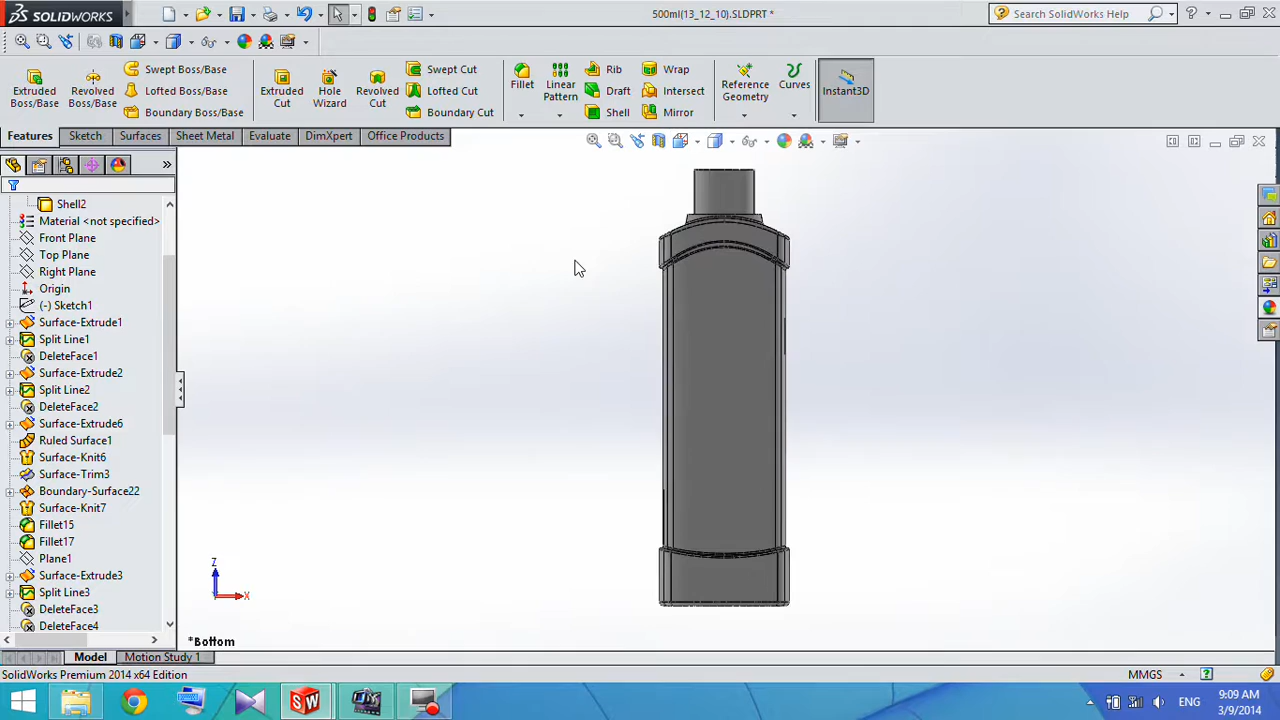 SOLIDWORKS
500ml(13_12_10).SLDPRT *
Search SolidWorks Help
Extruded Boss/Base
Revolved Boss/Base
Swept Boss/Base
Lofted Boss/Base
Boundary Boss/Base
Extruded Cut
Hole Wizard
Revolved Cut
Swept Cut
Lofted Cut
Boundary Cut
Fillet
Linear Pattern
Rib
Draft
Shell
Wrap
Intersect
Mirror
Reference Geometry
Curves
Instant3D
Features Sketch Surfaces Sheet Metal Evaluate DimXpert Office Products
Shell2
Material <not specified>
Front Plane
Top Plane
Right Plane
Origin
(-) Sketch1
Surface-Extrude1
Split Line1
DeleteFace1
Surface-Extrude2
Split Line2
DeleteFace2
Surface-Extrude6
Ruled Surface1
Surface-Knit6
Surface-Trim3
Boundary-Surface22
Surface-Knit7
Fillet15
Fillet17
Plane1
Surface-Extrude3
Split Line3
DeleteFace3
DeleteFace4
Z
X
*Bottom
Model Motion Study 1
SolidWorks Premium 2014 x64 Edition
MMGS
ENG
9:09 AM
3/9/2014